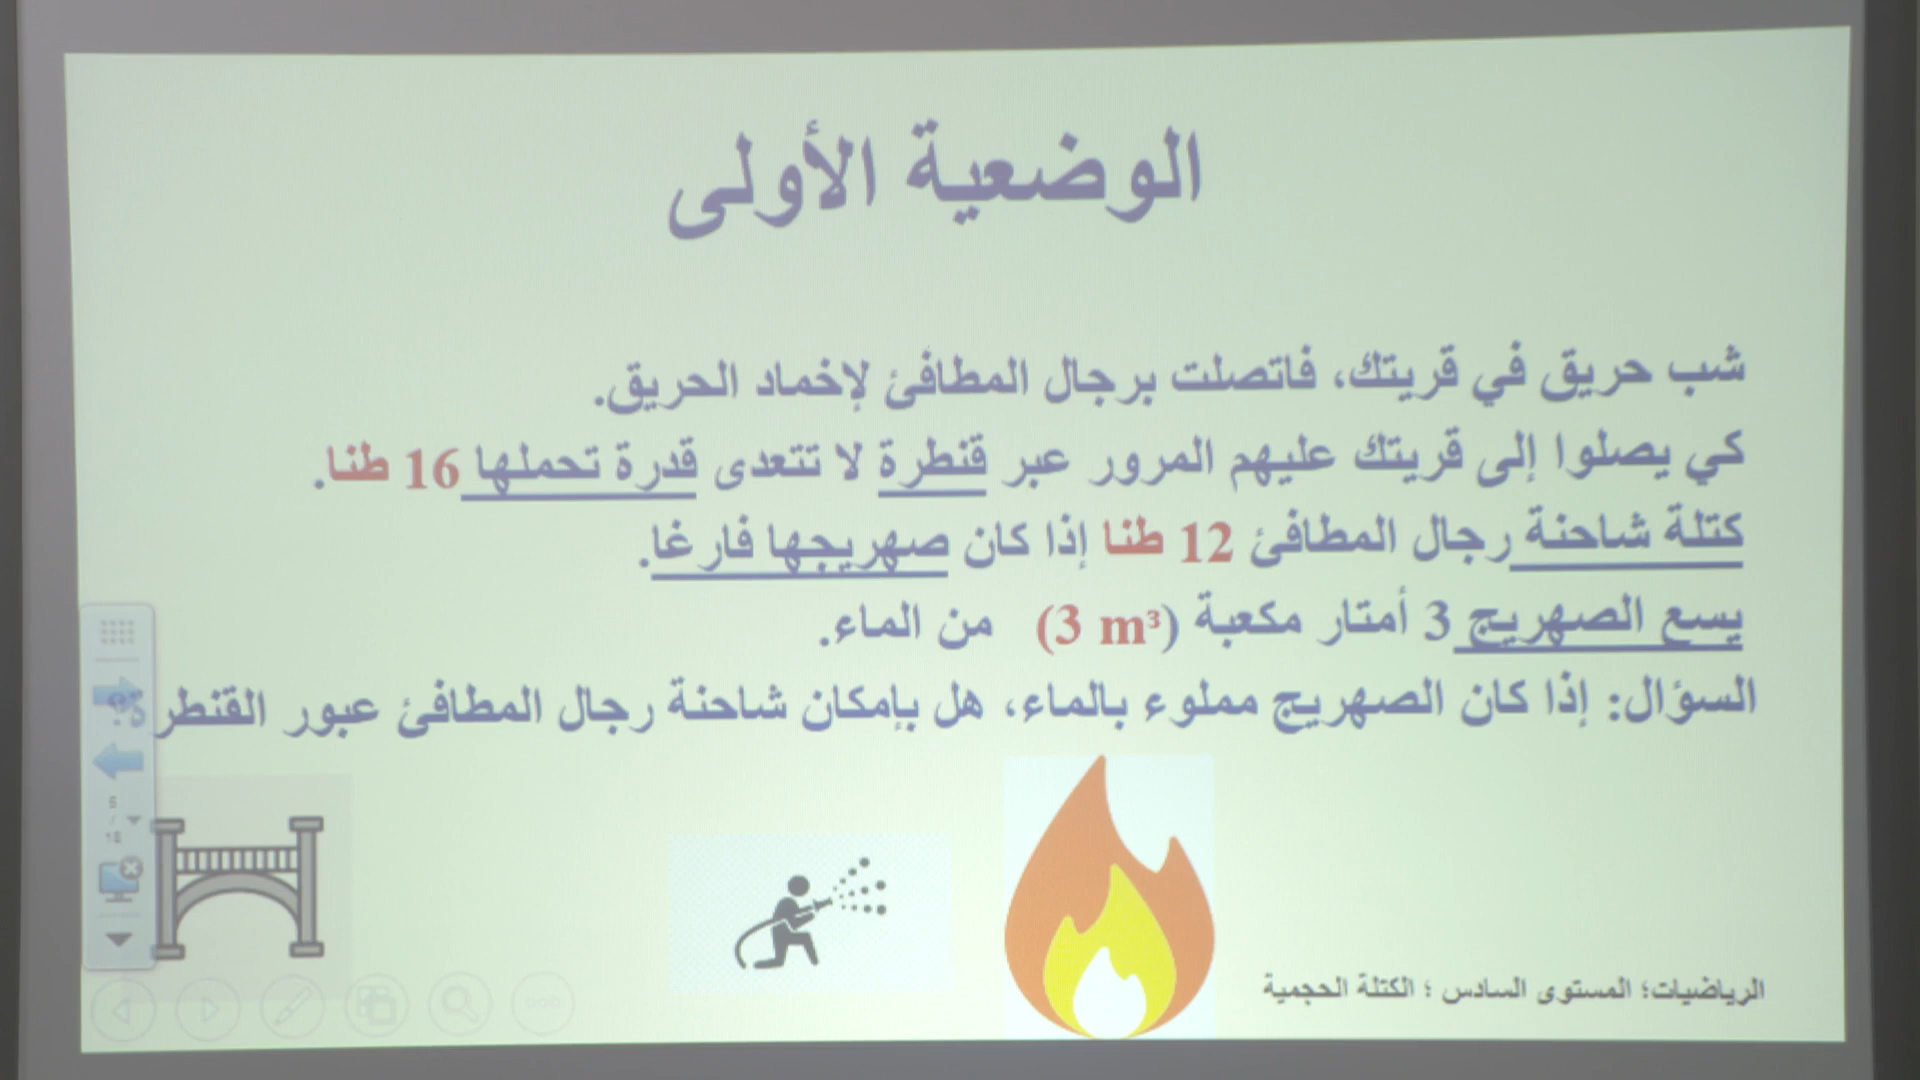 الوضعية الأولى
شب حريق في قريتك، فاتصلت برجال المطافئ لإخماد الحريق.
كي يصلوا إلى قريتك عليهم المرور عبر قنطرة لا تتعدى قدرة تحملها 16 طنا.
كتلة شاحنة رجال المطافئ 12 طنا إذا كان صهريجها فارغا.
يسع الصهريج 3 أمتار مكعبة (3 m³) من الماء.
السؤال: إذا كان الصهريج مملوء بالماء، هل بإمكان شاحنة رجال المطافئ عبور القنطر
5
/
18
الرياضيات؛ المستوى السادس ؛ الكتلة الحجمية